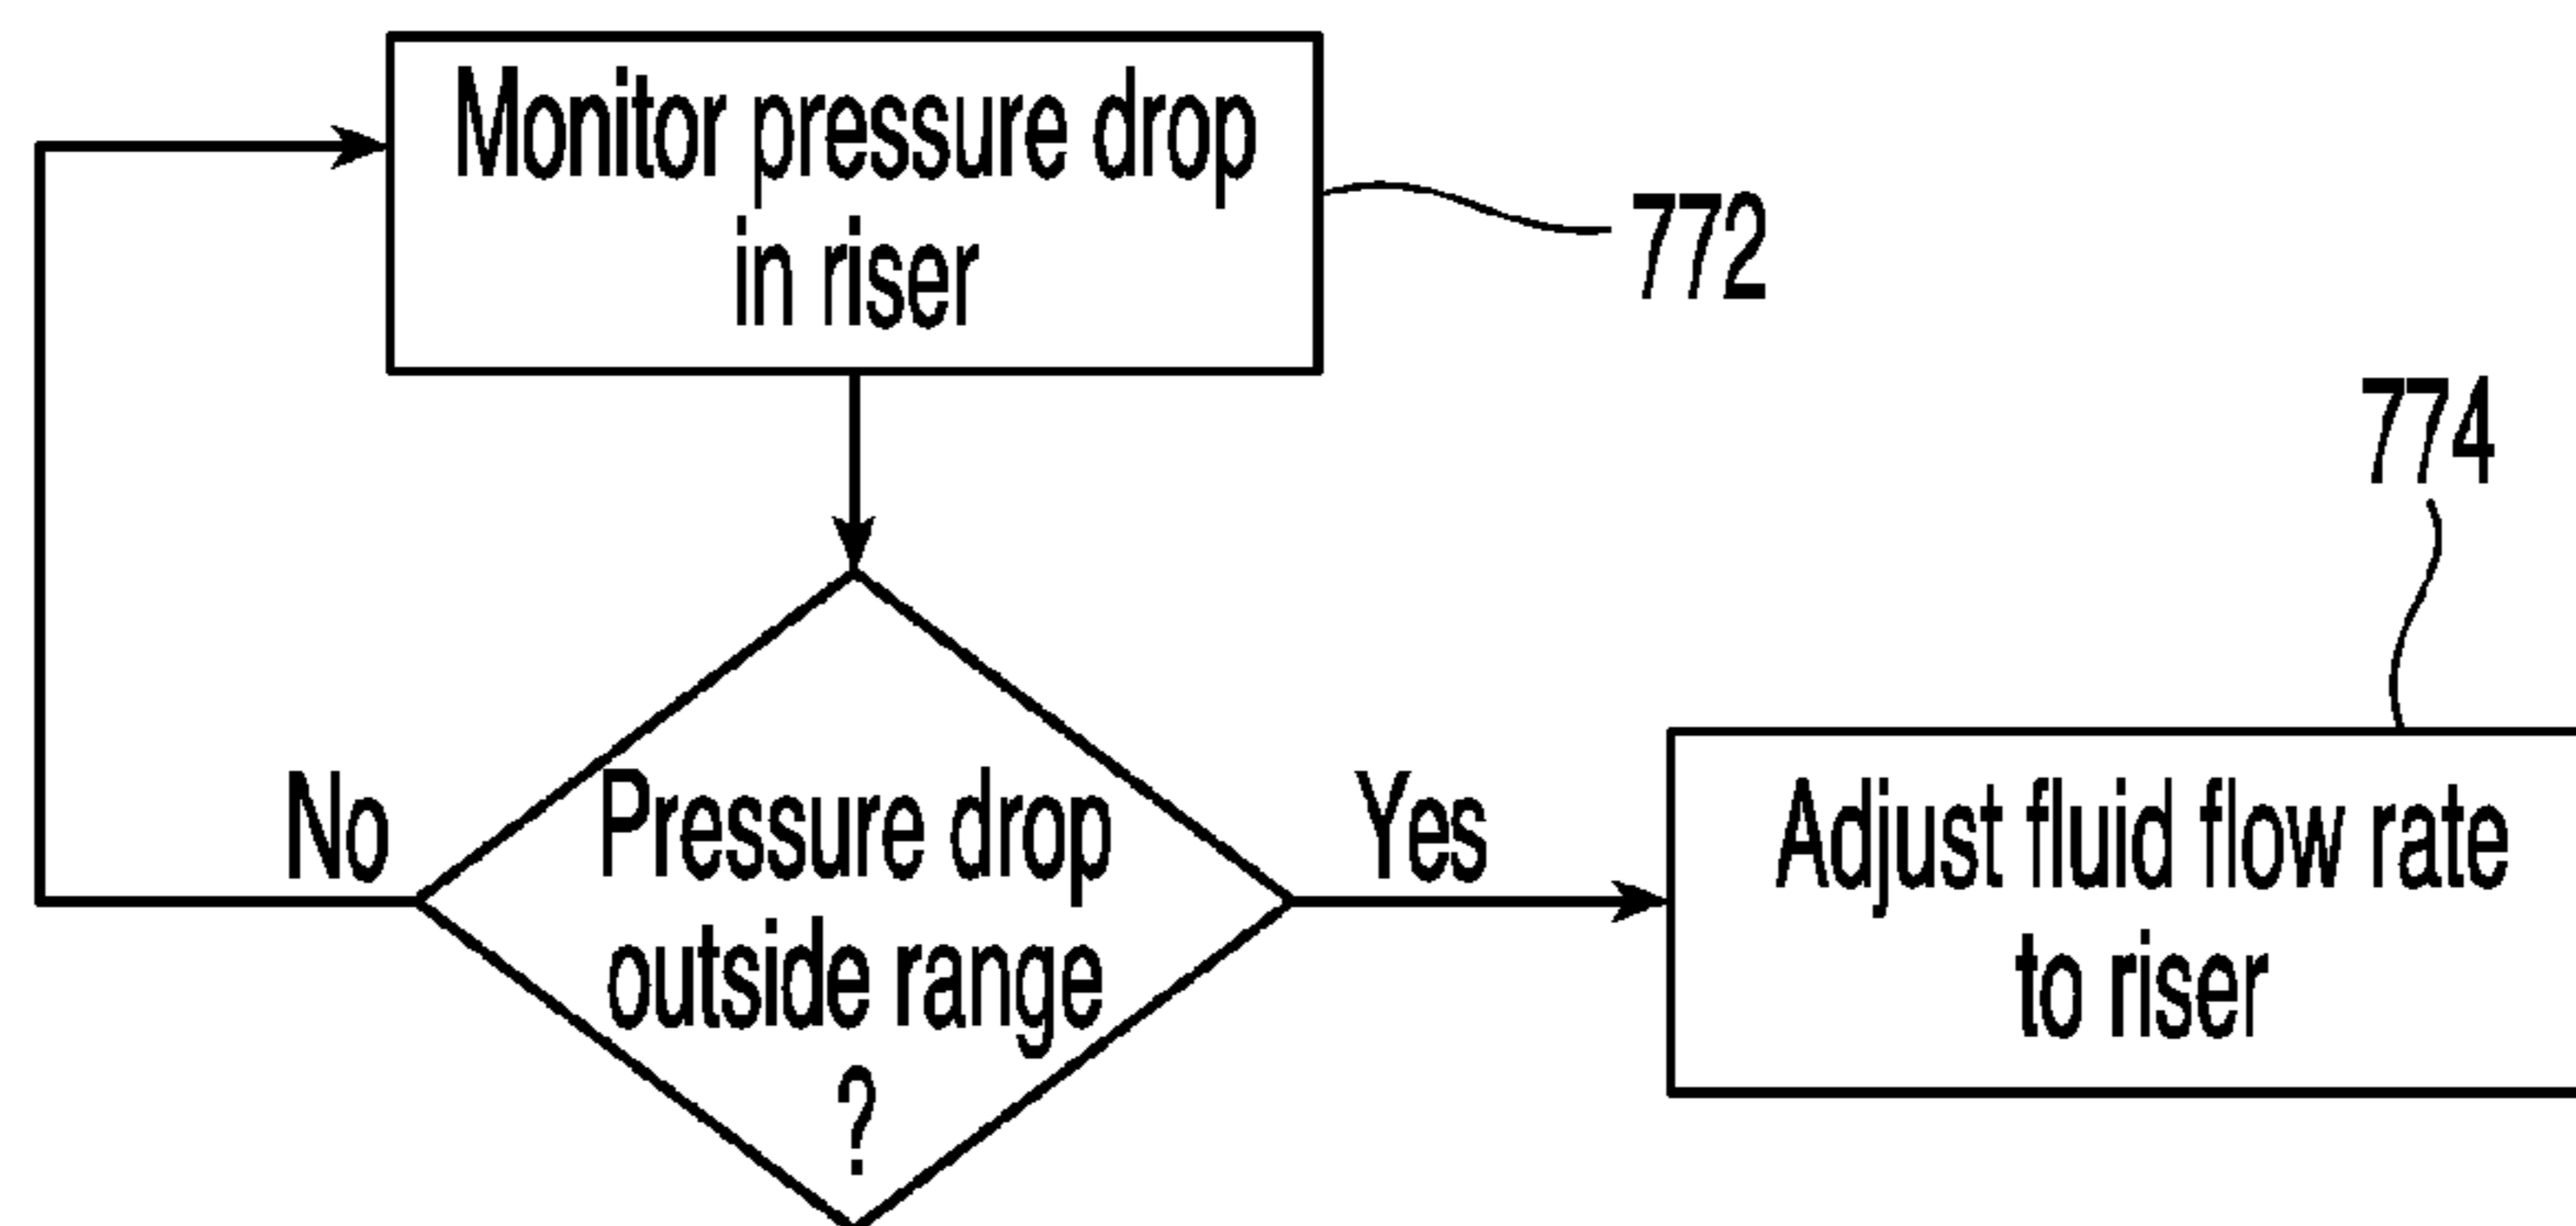 Monitor pressure drop
in riser
772
774
No
Pressure drop
outside range
?
Yes
Adjust fluid flow rate
to riser